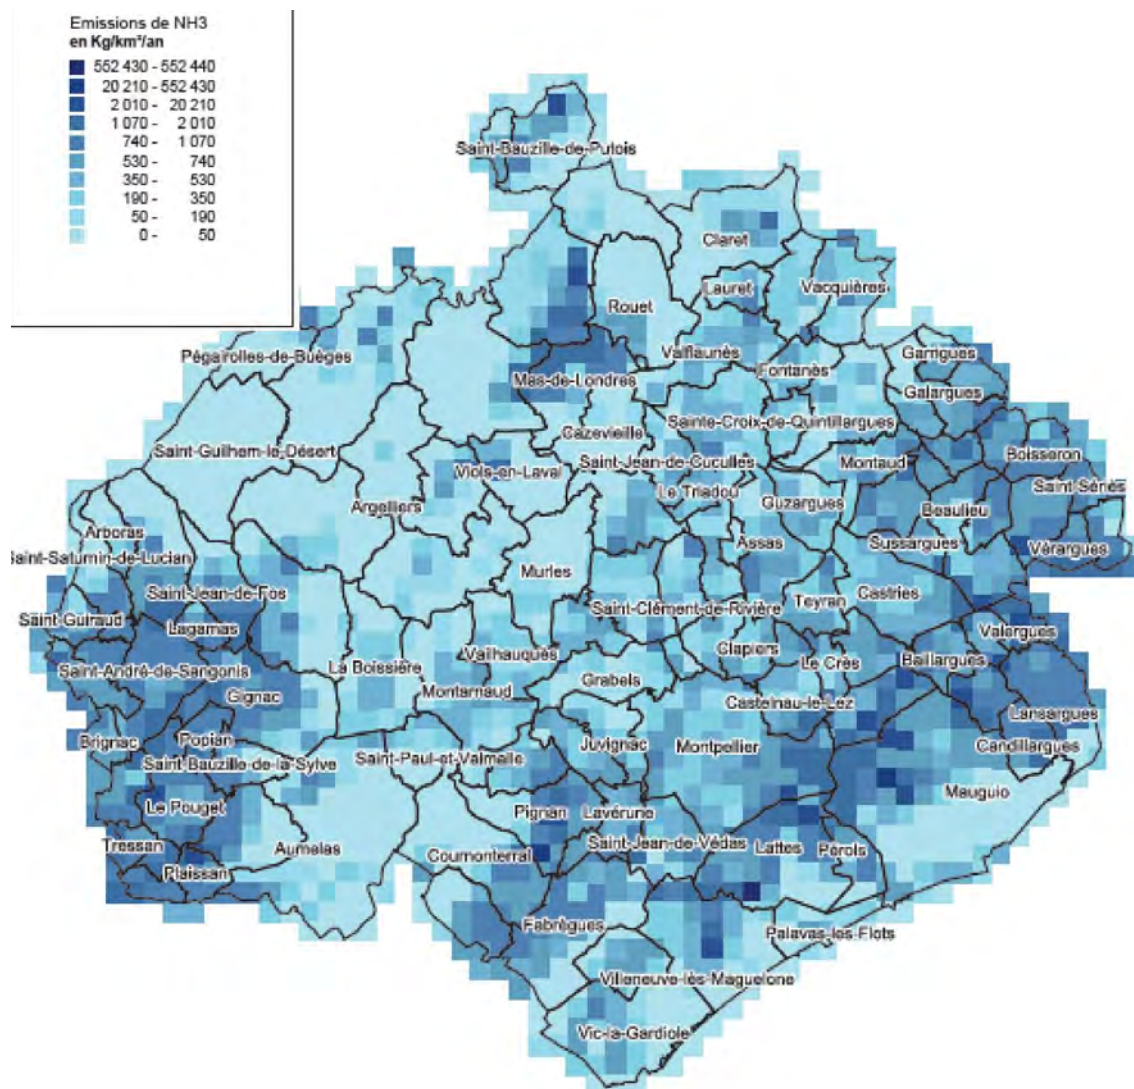 Emissions de NH3
en Kg/km²/an
552 430 - 552 440
20 210 - 552 430
2 010 - 20 210
1 070 - 2 010
740 - 1 070
530 - 740
350 - 530
190 - 350
50 - 190
0 - 50
Saint-Bauzille-de-Putois
Claret
Lauret
Vacquières
Rouet
Pégairolles-de-Buèges
Valflaunès
Garrigues
Fontanès
Mas-de-Londres
Galargues
Sainte-Croix-de-Quintillargues
Cazevieille
Saint-Guilhem-le-Désert
Boisseron
Saint-Jean-de-Cuculles
Montaud
Viols-en-Laval
Saint-Sériès
Le Triadou
Guzargues
Argelliers
Beaulieu
Arboras
Assas
Sussargues
Vérargues
Saint-Saturnin-de-Lucian
Murles
Saint-Jean-de-Fos
Castries
Teyran
Saint-Clément-de-Rivière
Saint-Guiraud
Lagamas
Valergues
Clapiers
Vailhauquès
Le Crès
Baillargues
La Boissière
Saint-André-de-Sangonis
Grabels
Montarnaud
Gignac
Castelnau-le-Lez
Lansargues
Brignac
Popian
Juvignac
Montpellier
Candillargues
Saint-Paul-et-Valmalle
Saint-Bauzille-de-la-Sylve
Mauguio
Le Pouget
Pignan
Lavérune
Saint-Jean-de-Védas
Tressan
Aumelas
Lattes
Pérols
Cournonterral
Plaissan
Fabrègues
Palavas-les-Flots
Villeneuve-lès-Maguelone
Vic-la-Gardiole